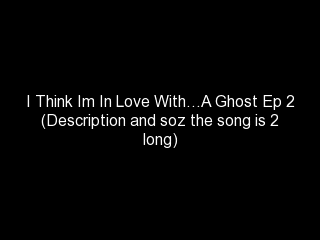 I Think Im In Love With…A Ghost Ep 2
(Description and soz the song is 2
long)